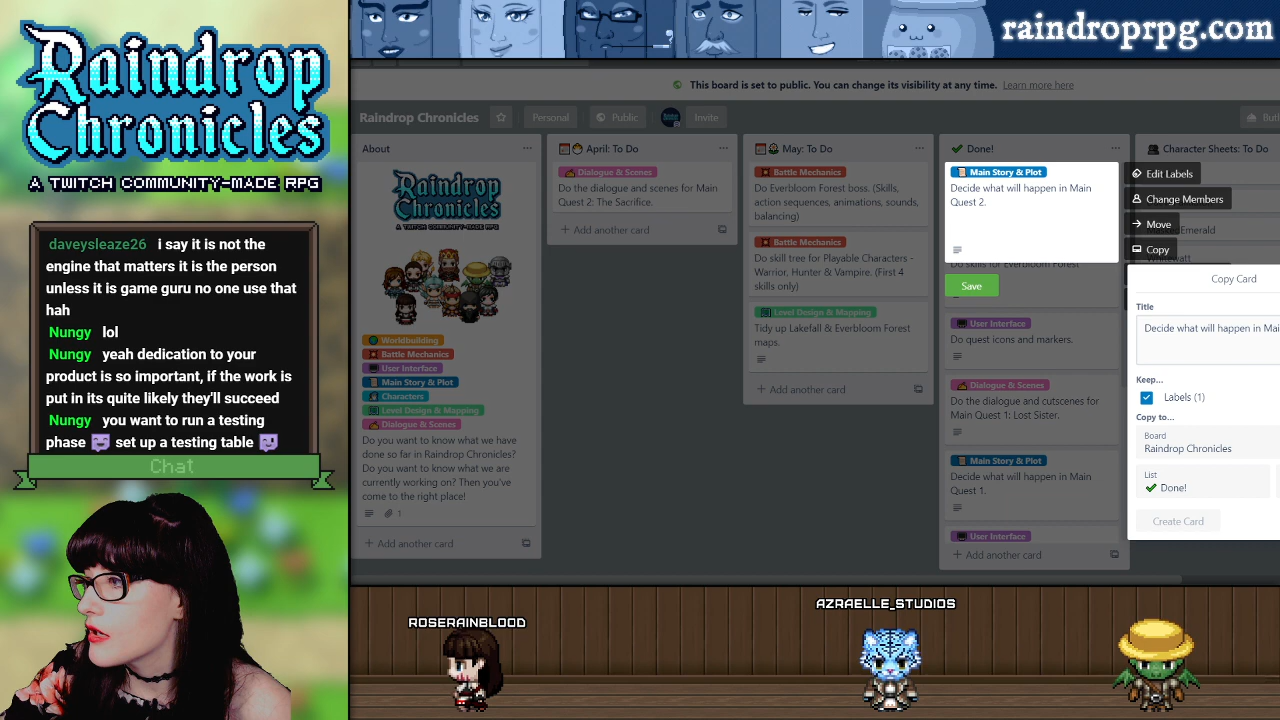 raindroprpg.com
Raindrop
Chronicles
A TWITCH COMMUNITY-MADE RPG
This board is set to public. You can change its visibility at any time. Learn more here
Raindrop Chronicles
Personal
Public
Invite
daveysleaze26 i say it is not the
engine that matters it is the person
unless it is game guru no one use that
hah
Nungy lol
Nungy yeah dedication to your
product is so important, if the work is
put in its quite likely they'll succeed
Nungy you want to run a testing
phase set up a testing table
Chat
About
Raindrop
Chronicles
A TWITCH COMMUNITY-MADE RPG
Worldbuilding
Battle Mechanics
User Interface
Main Story & Plot
Characters
Level Design & Mapping
Dialogue & Scenes
Do you want to know what we have
done so far in Raindrop Chronicles?
Do you want to know what we are
currently working on? Then you've
come to the right place!
1
+ Add another card
April: To Do
Dialogue & Scenes
Do the dialogue and scenes for Main
Quest 2: The Sacrifice.
+ Add another card
May: To Do
Battle Mechanics
Do Everbloom Forest boss. (Skills,
action sequences, animations, sounds,
balancing)
Battle Mechanics
Do skill tree for Playable Characters -
Warrior, Hunter & Vampire. (First 4
skills only)
Level Design & Mapping
Tidy up Lakefall & Everbloom Forest
maps.
+ Add another card
Done!
Main Story & Plot
Decide what will happen in Main
Quest 2.
Do skills for Everbloom Forest
Save
User Interface
Do quest icons and markers.
Dialogue & Scenes
Do the dialogue and cutscenes for
Main Quest 1: Lost Sister.
Main Story & Plot
Decide what will happen in Main
Quest 1.
User Interface
+ Add another card
Character Sheets: To Do
Edit Labels
Change Members
Move
Emerald
Copy
Copy Card
Title
Decide what will happen in Mai
Keep...
Labels (1)
Copy to...
Board
Raindrop Chronicles
List
Done!
Create Card
ROSERAINBLOOD
AZRAELLE_STUDIOS